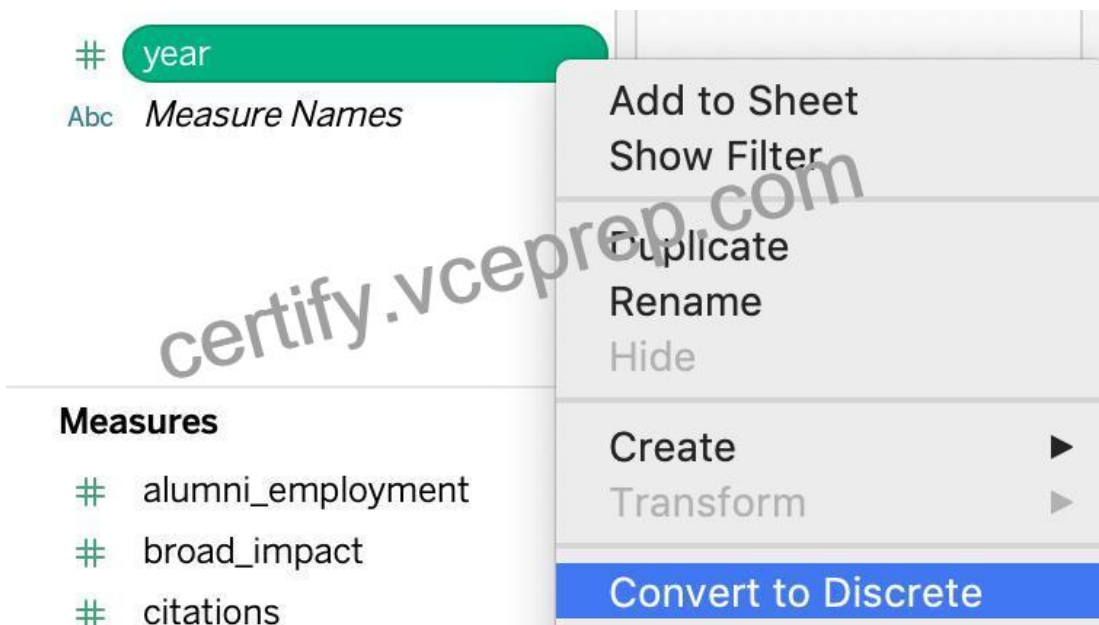 # year
Abc Measure Names
Measures
# alumni_employment
# broad_impact
# citations
Add to Sheet
Show Filter
Duplicate
Rename
Hide
Create
Transform
Convert to Discrete
certify.vceprep.com